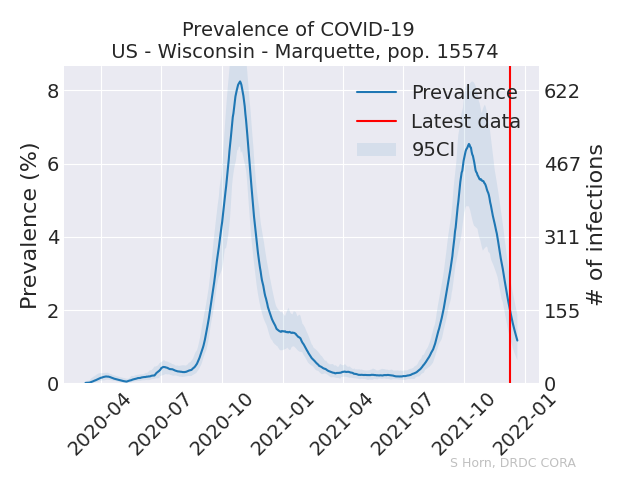 Prevalence of COVID-19
US - Wisconsin - Marquette, pop. 15574
Prevalence
Latest data
95CI
Prevalence (%)
8
6
4
2
0
622
467
311
155
0
# of infections
2020-04
2020-07
2020-10
2021-01
2021-04
2021-07
2021-10
2022-01
S Horn, DRDC CORA